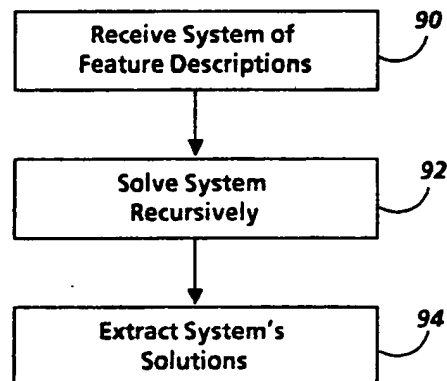 90
Receive System of
Feature Descriptions
92
Solve System
Recursively
94
Extract System's
Solutions